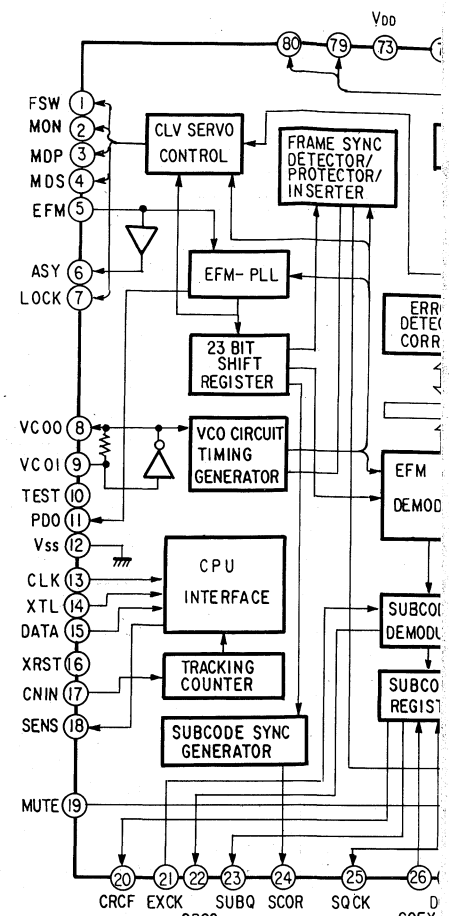 VDD
80 79 73
FSW 1
MON 2
MDP 3
MDS 4
EFM 5
ASY 6
LOCK 7
CLV SERVO
CONTROL
FRAME SYNC
DETECTOR/
PROTECTOR/
INSERTER
EFM-PLL
23 BIT
SHIFT
REGISTER
VCO0 8
VCO1 9
TEST 10
PDO 11
Vss 12
CLK 13
XTL 14
DATA 15
XRST 16
CNIN 17
SENS 18
MUTE 19
VCO CIRCUIT
TIMING
GENERATOR
EFM
CPU
INTERFACE
TRACKING
COUNTER
SUBCODE SYNC
GENERATOR
20 21 22 23 24 25 26
CRCF EXCK SUBQ SCOR SQCK